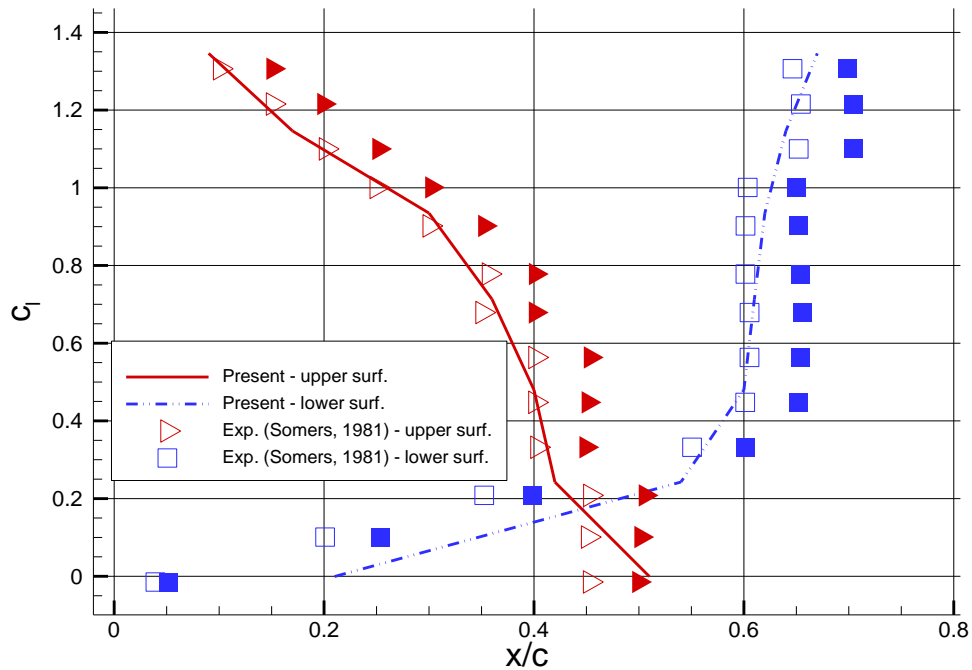 1.4
1.2
1
0.8
0.6
0.4
0.2
0
c_l
Present - upper surf.
Present - lower surf.
Exp. (Somers, 1981) - upper surf.
Exp. (Somers, 1981) - lower surf.
0 0.2 0.4 0.6 0.8
x/c